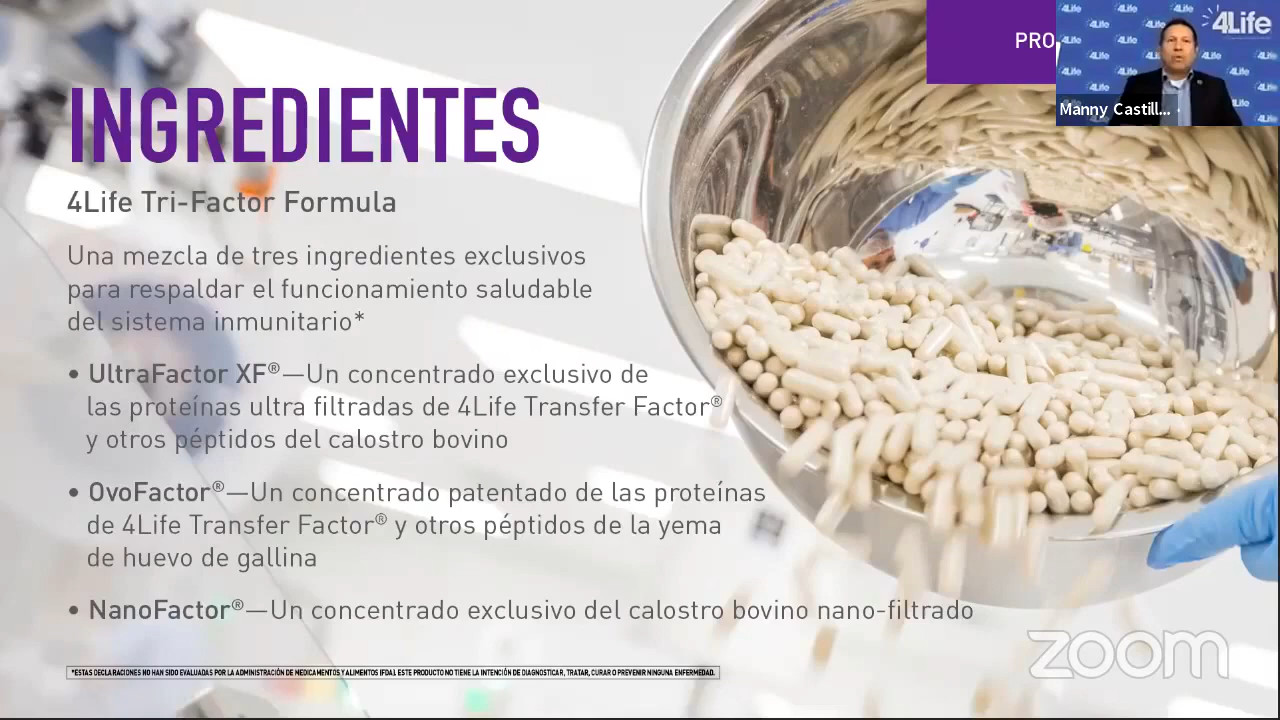 PRO
4Life
Manny Castill...
INGREDIENTES
4Life Tri-Factor Formula
Una mezcla de tres ingredientes exclusivos
para respaldar el funcionamiento saludable
del sistema inmunitario*
• UltraFactor XF®—Un concentrado exclusivo de
las proteínas ultra filtradas de 4Life Transfer Factor®
y otros péptidos del calostro bovino
• OvoFactor®—Un concentrado patentado de las proteínas
de 4Life Transfer Factor® y otros péptidos de la yema
de huevo de gallina
• NanoFactor®—Un concentrado exclusivo del calostro bovino nano-filtrado
zoom
*ESTAS DECLARACIONES NO HAN SIDO EVALUADAS POR LA ADMINISTRACIÓN DE MEDICAMENTOS Y ALIMENTOS (FDA). ESTE PRODUCTO NO TIENE LA INTENCIÓN DE DIAGNOSTICAR, TRATAR, CURAR O PREVENIR NINGUNA ENFERMEDAD.